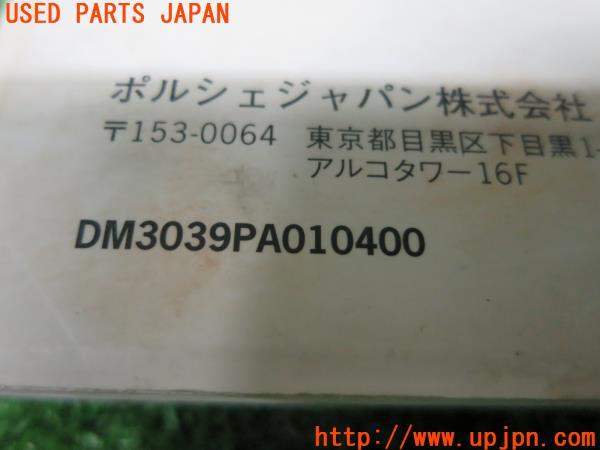 USED PARTS JAPAN
ポルシェジャパン株式会社
〒153-0064 東京都目黒区下目黒1-
アルコタワー16F
DM3039PA010400
http://www.upjpn.com/